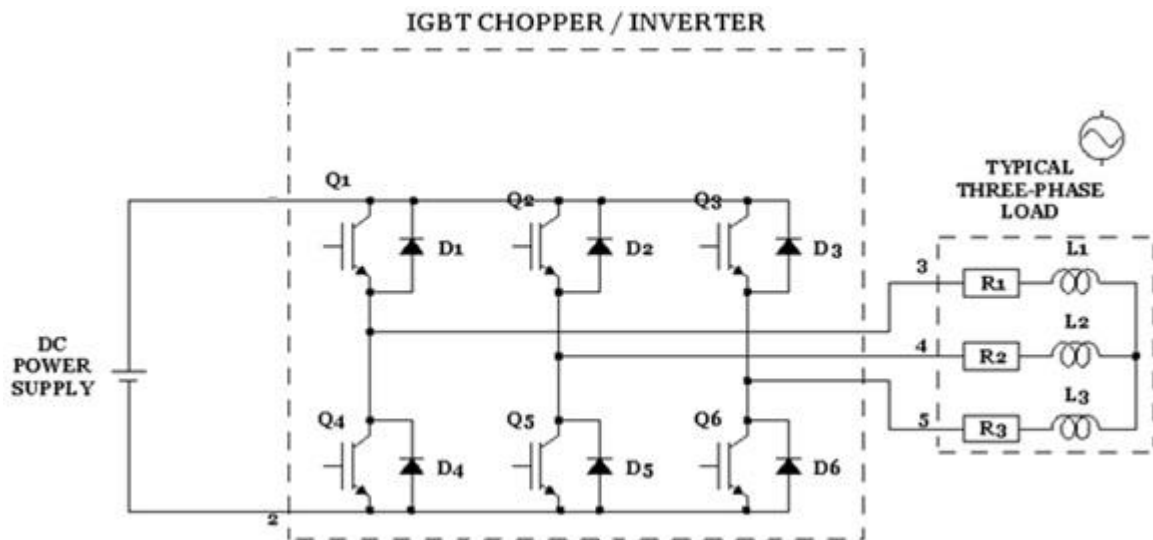 IGBT CHOPPER / INVERTER
TYPICAL
THREE-PHASE
LOAD
Q1
Q2
Q3
D1
D2
D3
3
R1
L1
DC
POWER
SUPPLY
4
R2
L2
5
R3
L3
Q4
Q5
Q6
D4
D5
D6
2